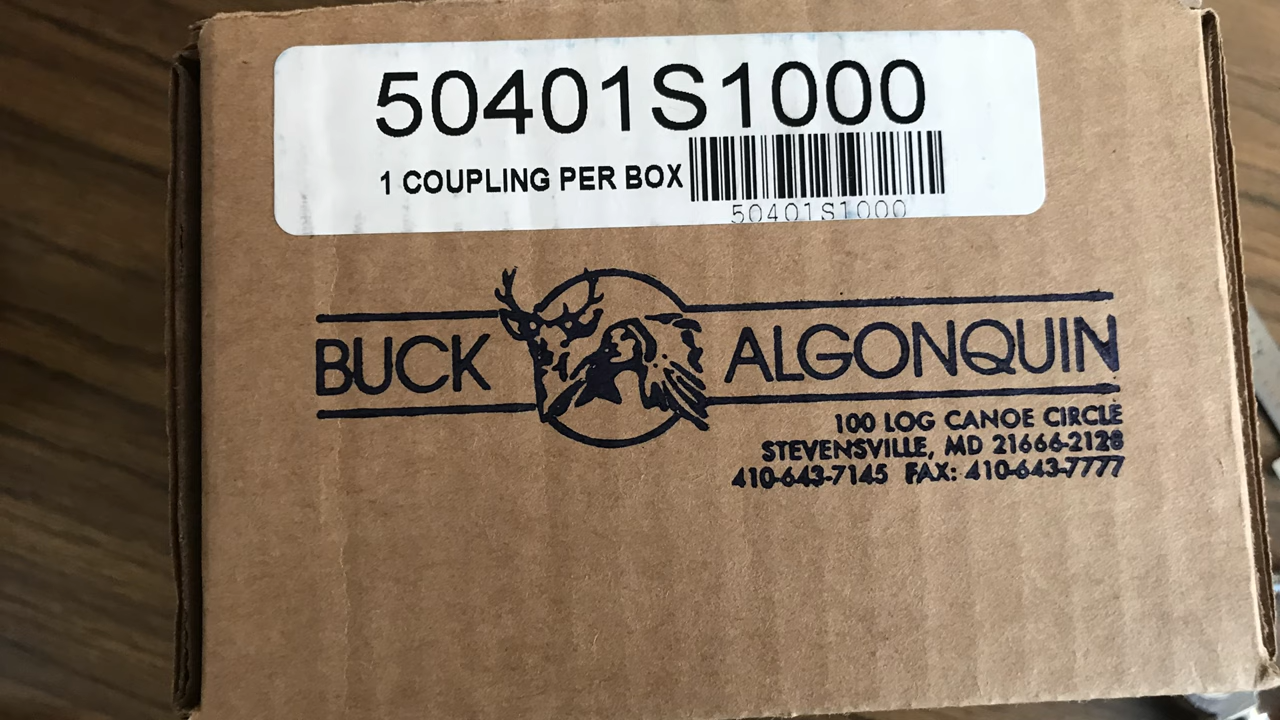 50401S1000
1 COUPLING PER BOX
50401S1000
BUCK ALGONQUIN
100 LOG CANOE CIRCLE
STEVENSVILLE, MD 21666-2128
410-643-7145 FAX: 410-643-7777